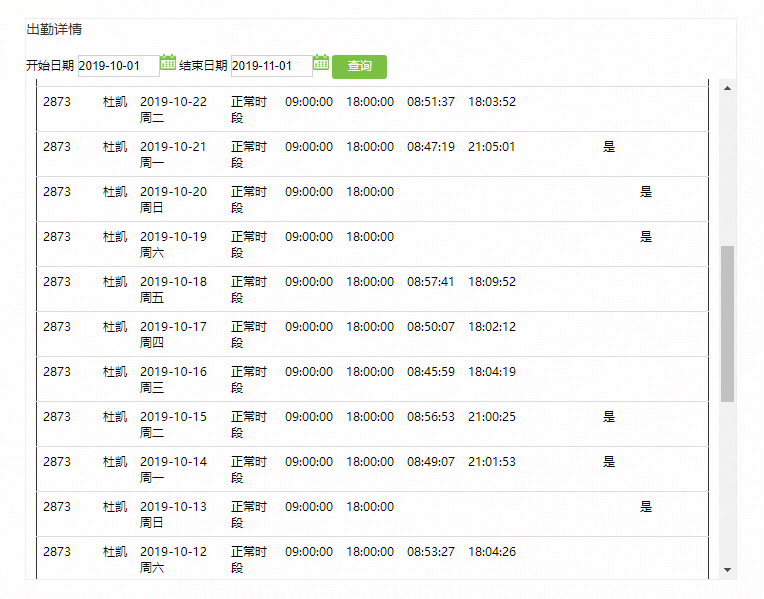 出勤详情
开始日期 2019-10-01 结束日期 2019-11-01 查询
2873 杜凯 2019-10-22 正常时 09:00:00 18:00:00 08:51:37 18:03:52
周二 段
2873 杜凯 2019-10-21 正常时 09:00:00 18:00:00 08:47:19 21:05:01 是
周一 段
2873 杜凯 2019-10-20 正常时 09:00:00 18:00:00 是
周日 段
2873 杜凯 2019-10-19 正常时 09:00:00 18:00:00 是
周六 段
2873 杜凯 2019-10-18 正常时 09:00:00 18:00:00 08:57:41 18:09:52
周五 段
2873 杜凯 2019-10-17 正常时 09:00:00 18:00:00 08:50:07 18:02:12
周四 段
2873 杜凯 2019-10-16 正常时 09:00:00 18:00:00 08:45:59 18:04:19
周三 段
2873 杜凯 2019-10-15 正常时 09:00:00 18:00:00 08:56:53 21:00:25 是
周二 段
2873 杜凯 2019-10-14 正常时 09:00:00 18:00:00 08:49:07 21:01:53 是
周一 段
2873 杜凯 2019-10-13 正常时 09:00:00 18:00:00 是
周日 段
2873 杜凯 2019-10-12 正常时 09:00:00 18:00:00 08:53:27 18:04:26
周六 段